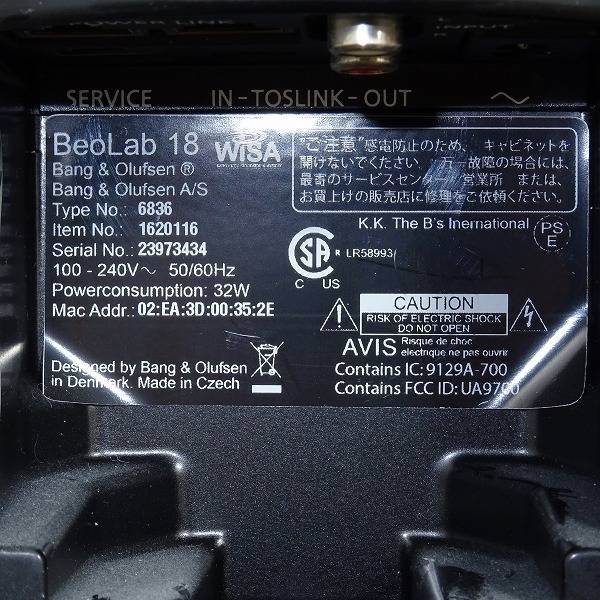 POWER LINK
INPUT
SERVICE IN-TOSLINK-OUT ~
BeoLab 18 WiSA
Bang & Olufsen ®
Bang & Olufsen A/S
Type No.: 6836
Item No.: 1620116
Serial No.: 23973434
100 - 240V~ 50/60Hz
Powerconsumption: 32W
Mac Addr.: 02:EA:3D:00:35:2E
Designed by Bang & Olufsen
in Denmark. Made in Czech
"ご注意" 感電防止のため、キャビネットを
開けないでください。万一故障の場合には、
最寄のサービスセンター、営業所 または、
お買上げの販売店に修理をご依頼ください。
K.K. The B's Inernational
PS
E
C US
R LR58993
CAUTION
RISK OF ELECTRIC SHOCK
DO NOT OPEN
AVIS Risque de choc
electrique ne pas ouvrir
Contains IC: 9129A-700
Contains FCC ID: UA9700